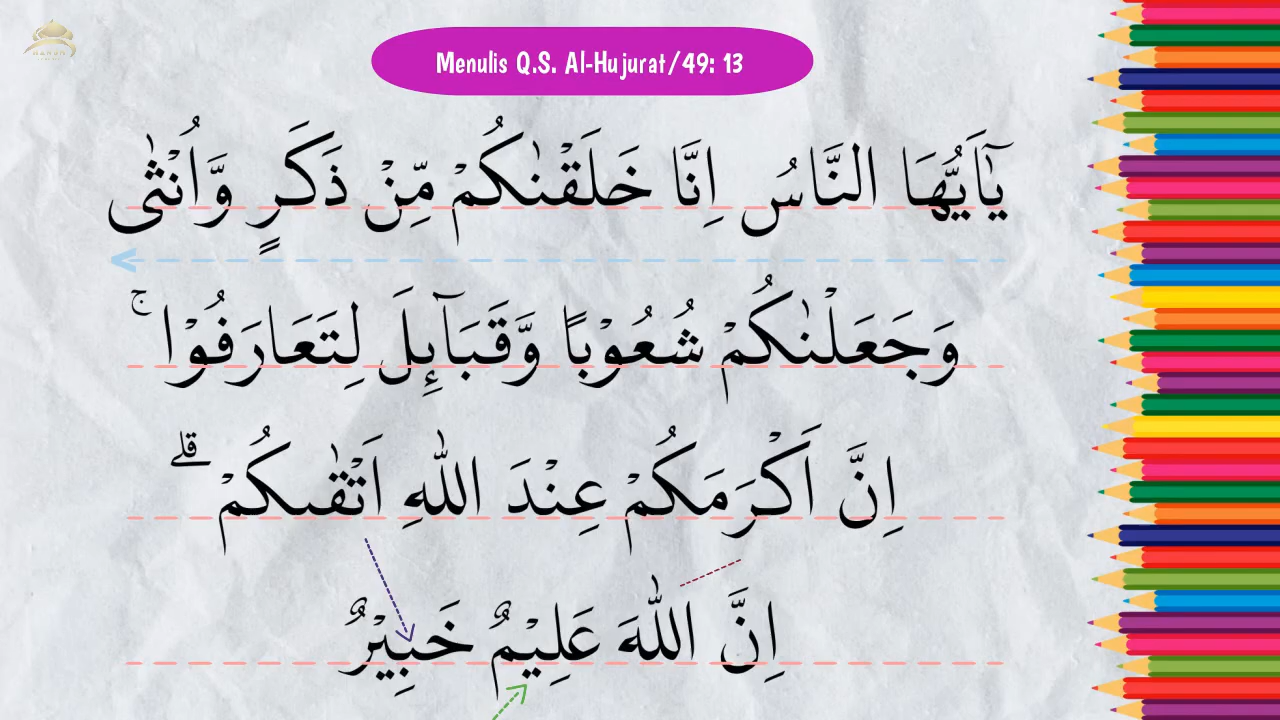 Menulis Q.S. Al-Hujurat/49: 13
يٰٓاَيُّهَا النَّاسُ اِنَّا خَلَقْنٰكُمْ مِّنْ ذَكَرٍ وَّاُنْثٰى
وَجَعَلْنٰكُمْ شُعُوْبًا وَّقَبَاۤىِٕلَ لِتَعَارَفُوْا ۚ
اِنَّ اَكْرَمَكُمْ عِنْدَ اللّٰهِ اَتْقٰىكُمْ ۗ
اِنَّ اللّٰهَ عَلِيْمٌ خَبِيْرٌ